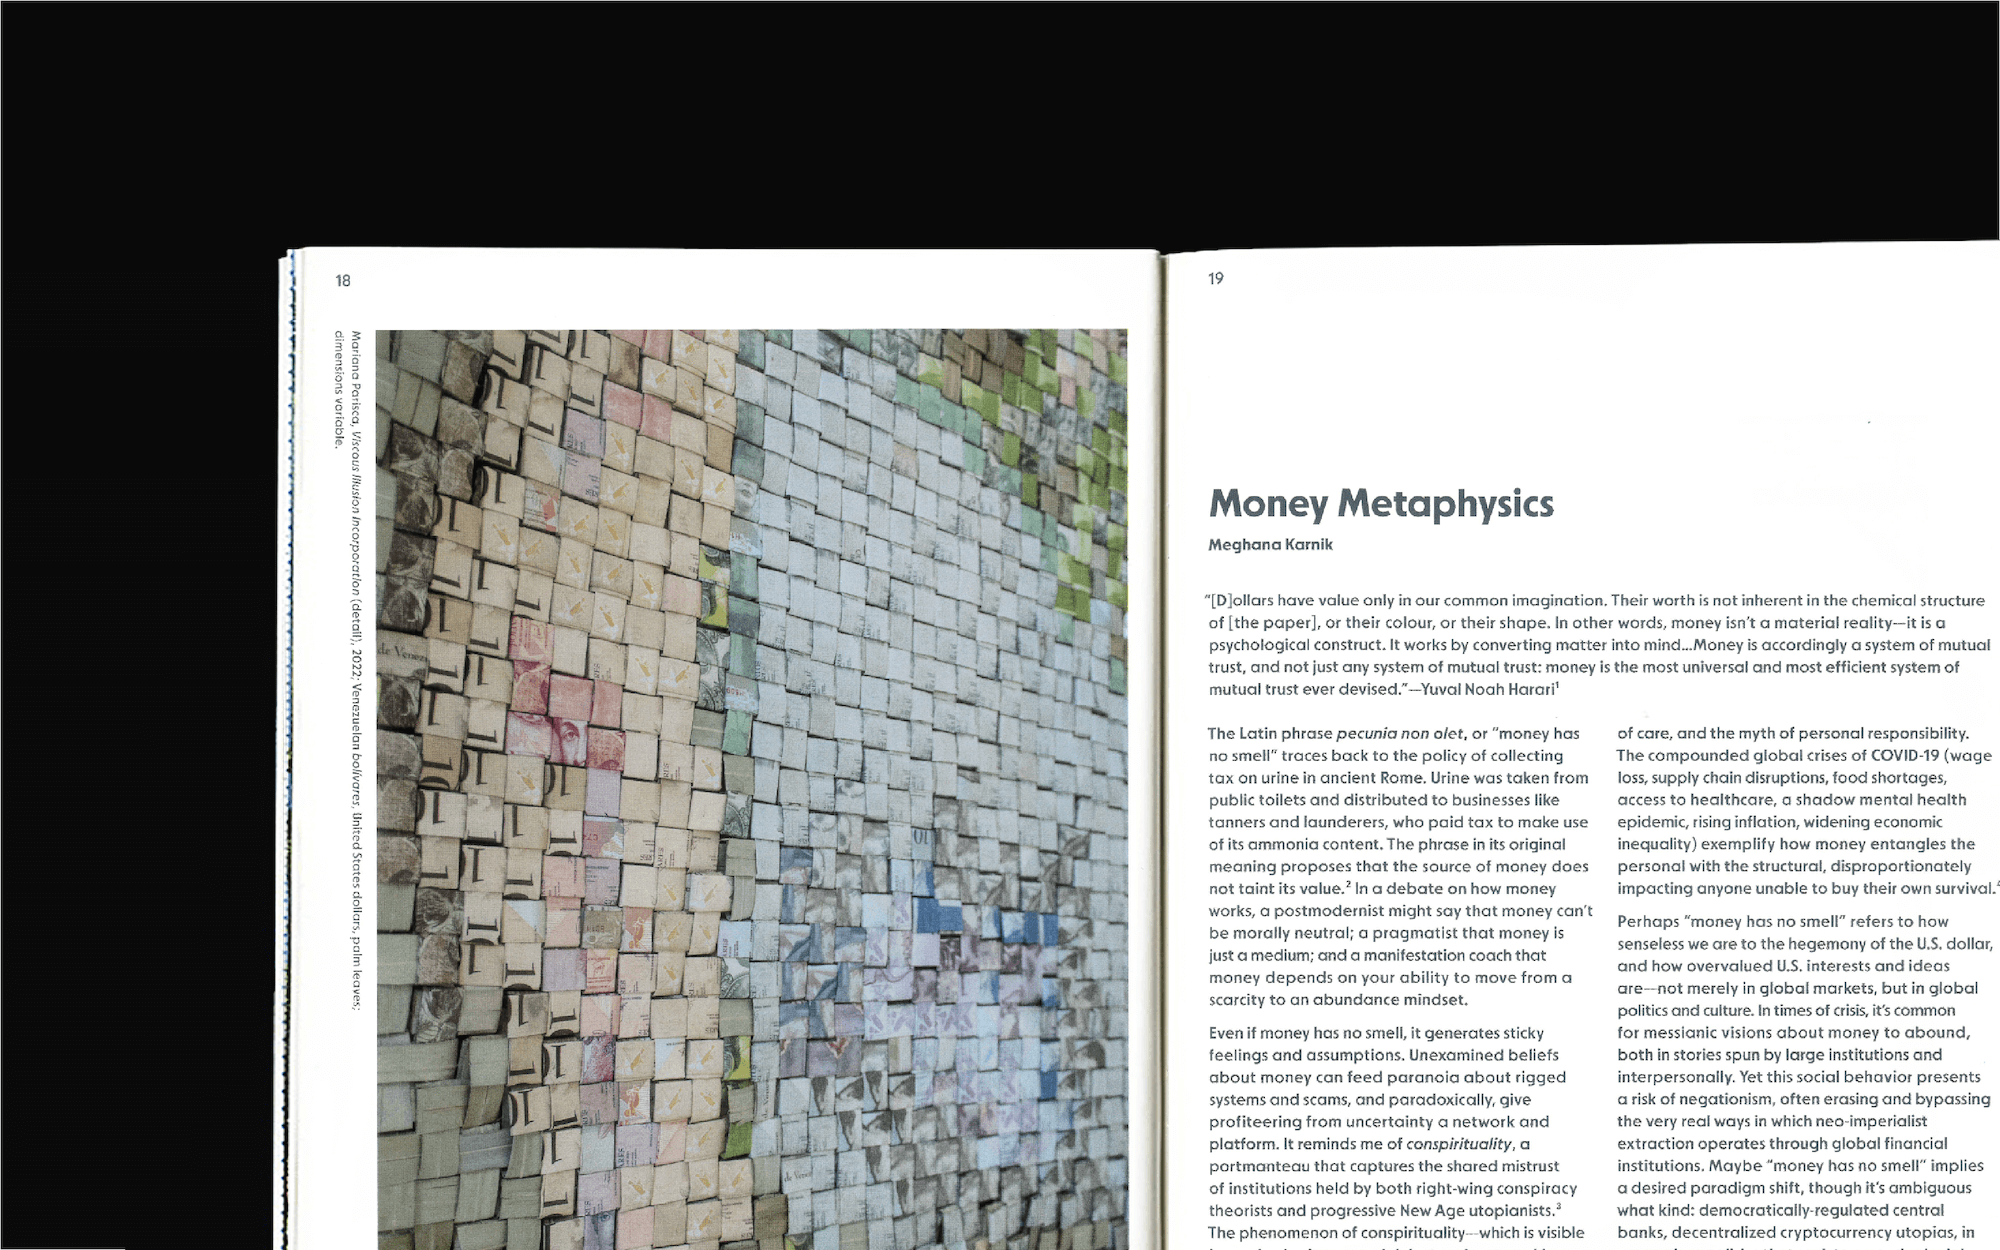 18
Mariana Parisca, Viscous Illusion Incorporation (detail), 2022; Venezuelan bolivares, United States dollars, palm leaves;
dimensions variable.
de Venez
19
Money Metaphysics
Meghana Karnik
“[D]ollars have value only in our common imagination. Their worth is not inherent in the chemical structure
of [the paper], or their colour, or their shape. In other words, money isn’t a material reality—it is a
psychological construct. It works by converting matter into mind...Money is accordingly a system of mutual
trust, and not just any system of mutual trust: money is the most universal and most efficient system of
mutual trust ever devised.”—Yuval Noah Harari¹
The Latin phrase pecunia non olet, or “money has
no smell” traces back to the policy of collecting
tax on urine in ancient Rome. Urine was taken from
public toilets and distributed to businesses like
tanners and launderers, who paid tax to make use
of its ammonia content. The phrase in its original
meaning proposes that the source of money does
not taint its value.² In a debate on how money
works, a postmodernist might say that money can’t
be morally neutral; a pragmatist that money is
just a medium; and a manifestation coach that
money depends on your ability to move from a
scarcity to an abundance mindset.
Even if money has no smell, it generates sticky
feelings and assumptions. Unexamined beliefs
about money can feed paranoia about rigged
systems and scams, and paradoxically, give
profiteering from uncertainty a network and
platform. It reminds me of conspirituality, a
portmanteau that captures the shared mistrust
of institutions held by both right-wing conspiracy
theorists and progressive New Age utopianists.³
The phenomenon of conspirituality—which is visible
of care, and the myth of personal responsibility.
The compounded global crises of COVID-19 (wage
loss, supply chain disruptions, food shortages,
access to healthcare, a shadow mental health
epidemic, rising inflation, widening economic
inequality) exemplify how money entangles the
personal with the structural, disproportionately
impacting anyone unable to buy their own survival.
Perhaps “money has no smell” refers to how
senseless we are to the hegemony of the U.S. dollar,
and how overvalued U.S. interests and ideas
are—not merely in global markets, but in global
politics and culture. In times of crisis, it’s common
for messianic visions about money to abound,
both in stories spun by large institutions and
interpersonally. Yet this social behavior presents
a risk of negationism, often erasing and bypassing
the very real ways in which neo-imperialist
extraction operates through global financial
institutions. Maybe “money has no smell” implies
a desired paradigm shift, though it’s ambiguous
what kind: democratically-regulated central
banks, decentralized cryptocurrency utopias, in